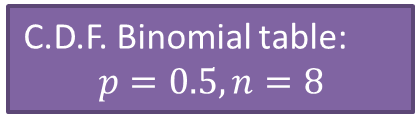 C.D.F. Binomial table:
p = 0.5, n = 8